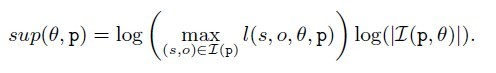 sup(θ, p) = log ( max_{(s,o)∈ℐ(p)} l(s, o, θ, p) ) log(|ℐ(p, θ)|).